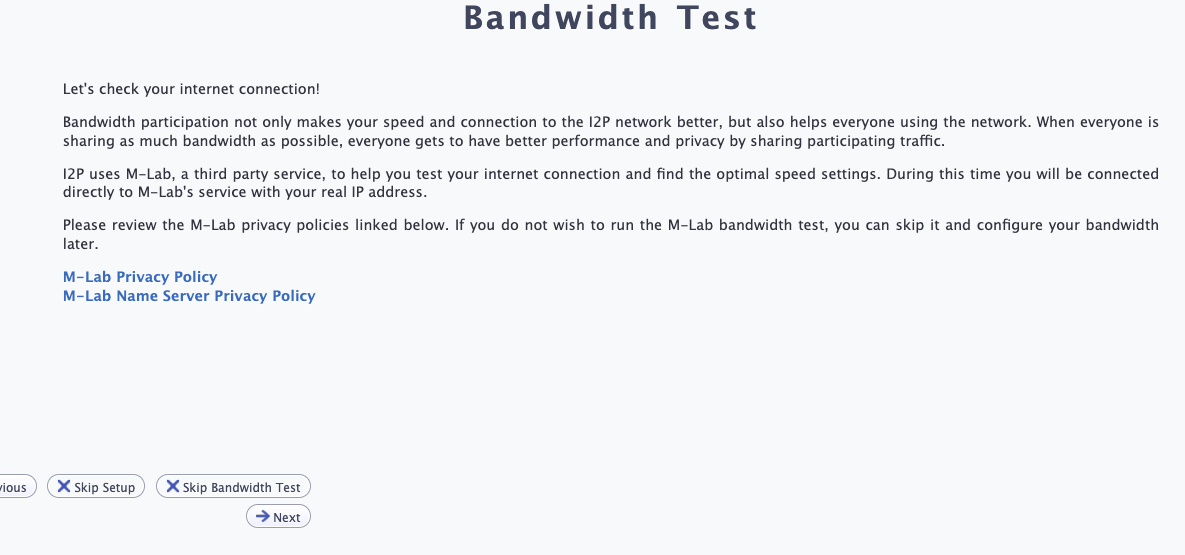 Bandwidth Test
Let's check your internet connection!
Bandwidth participation not only makes your speed and connection to the I2P network better, but also helps everyone using the network. When everyone is
sharing as much bandwidth as possible, everyone gets to have better performance and privacy by sharing participating traffic.
I2P uses M-Lab, a third party service, to help you test your internet connection and find the optimal speed settings. During this time you will be connected
directly to M-Lab's service with your real IP address.
Please review the M-Lab privacy policies linked below. If you do not wish to run the M-Lab bandwidth test, you can skip it and configure your bandwidth
later.
M-Lab Privacy Policy
M-Lab Name Server Privacy Policy
Skip Setup
Skip Bandwidth Test
Next